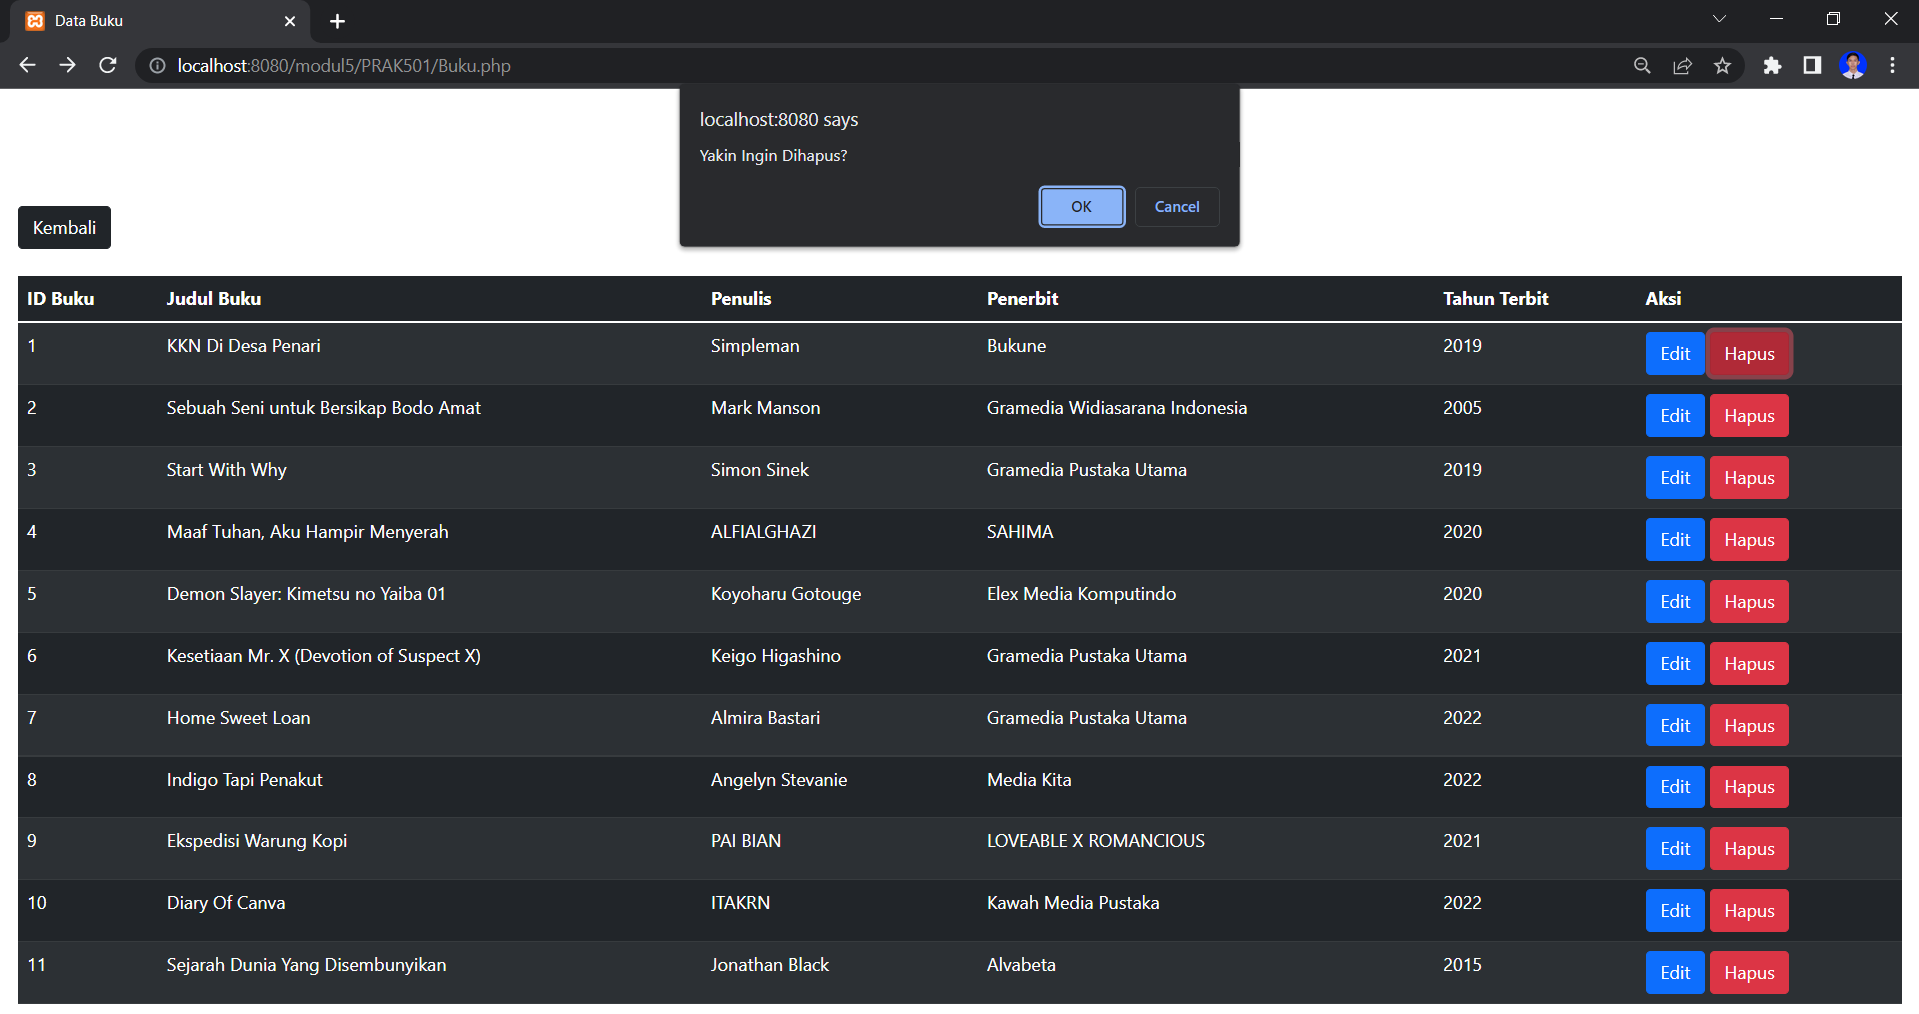 Data Buku
localhost:8080/modul5/PRAK501/Buku.php
localhost:8080 says
Yakin Ingin Dihapus?
OK Cancel
Kembali
ID Buku Judul Buku Penulis Penerbit Tahun Terbit Aksi
1 KKN Di Desa Penari Simpleman Bukune 2019 Edit Hapus
2 Sebuah Seni untuk Bersikap Bodo Amat Mark Manson Gramedia Widiasarana Indonesia 2005 Edit Hapus
3 Start With Why Simon Sinek Gramedia Pustaka Utama 2019 Edit Hapus
4 Maaf Tuhan, Aku Hampir Menyerah ALFIALGHAZI SAHIMA 2020 Edit Hapus
5 Demon Slayer: Kimetsu no Yaiba 01 Koyoharu Gotouge Elex Media Komputindo 2020 Edit Hapus
6 Kesetiaan Mr. X (Devotion of Suspect X) Keigo Higashino Gramedia Pustaka Utama 2021 Edit Hapus
7 Home Sweet Loan Almira Bastari Gramedia Pustaka Utama 2022 Edit Hapus
8 Indigo Tapi Penakut Angelyn Stevanie Media Kita 2022 Edit Hapus
9 Ekspedisi Warung Kopi PAI BIAN LOVEABLE X ROMANCIOUS 2021 Edit Hapus
10 Diary Of Canva ITAKRN Kawah Media Pustaka 2022 Edit Hapus
11 Sejarah Dunia Yang Disembunyikan Jonathan Black Alvabeta 2015 Edit Hapus